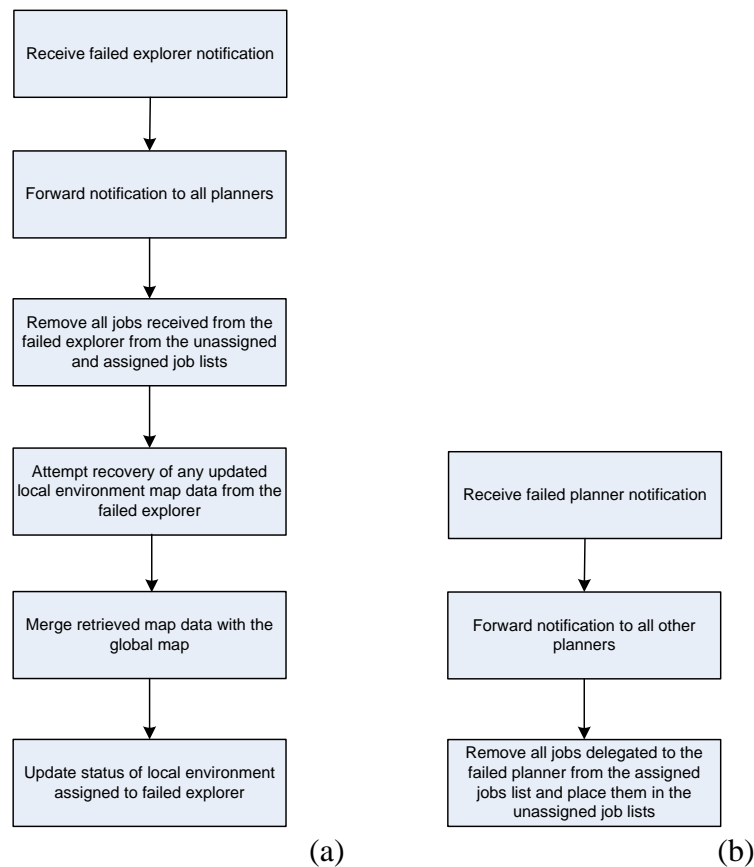 Receive failed explorer notification
Forward notification to all planners
Remove all jobs received from the
failed explorer from the unassigned
and assigned job lists
Attempt recovery of any updated
local environment map data from the
failed explorer
Merge retrieved map data with the
global map
Update status of local environment
assigned to failed explorer
(a)
Receive failed planner notification
Forward notification to all other
planners
Remove all jobs delegated to the
failed planner from the assigned
jobs list and place them in the
unassigned job lists
(b)